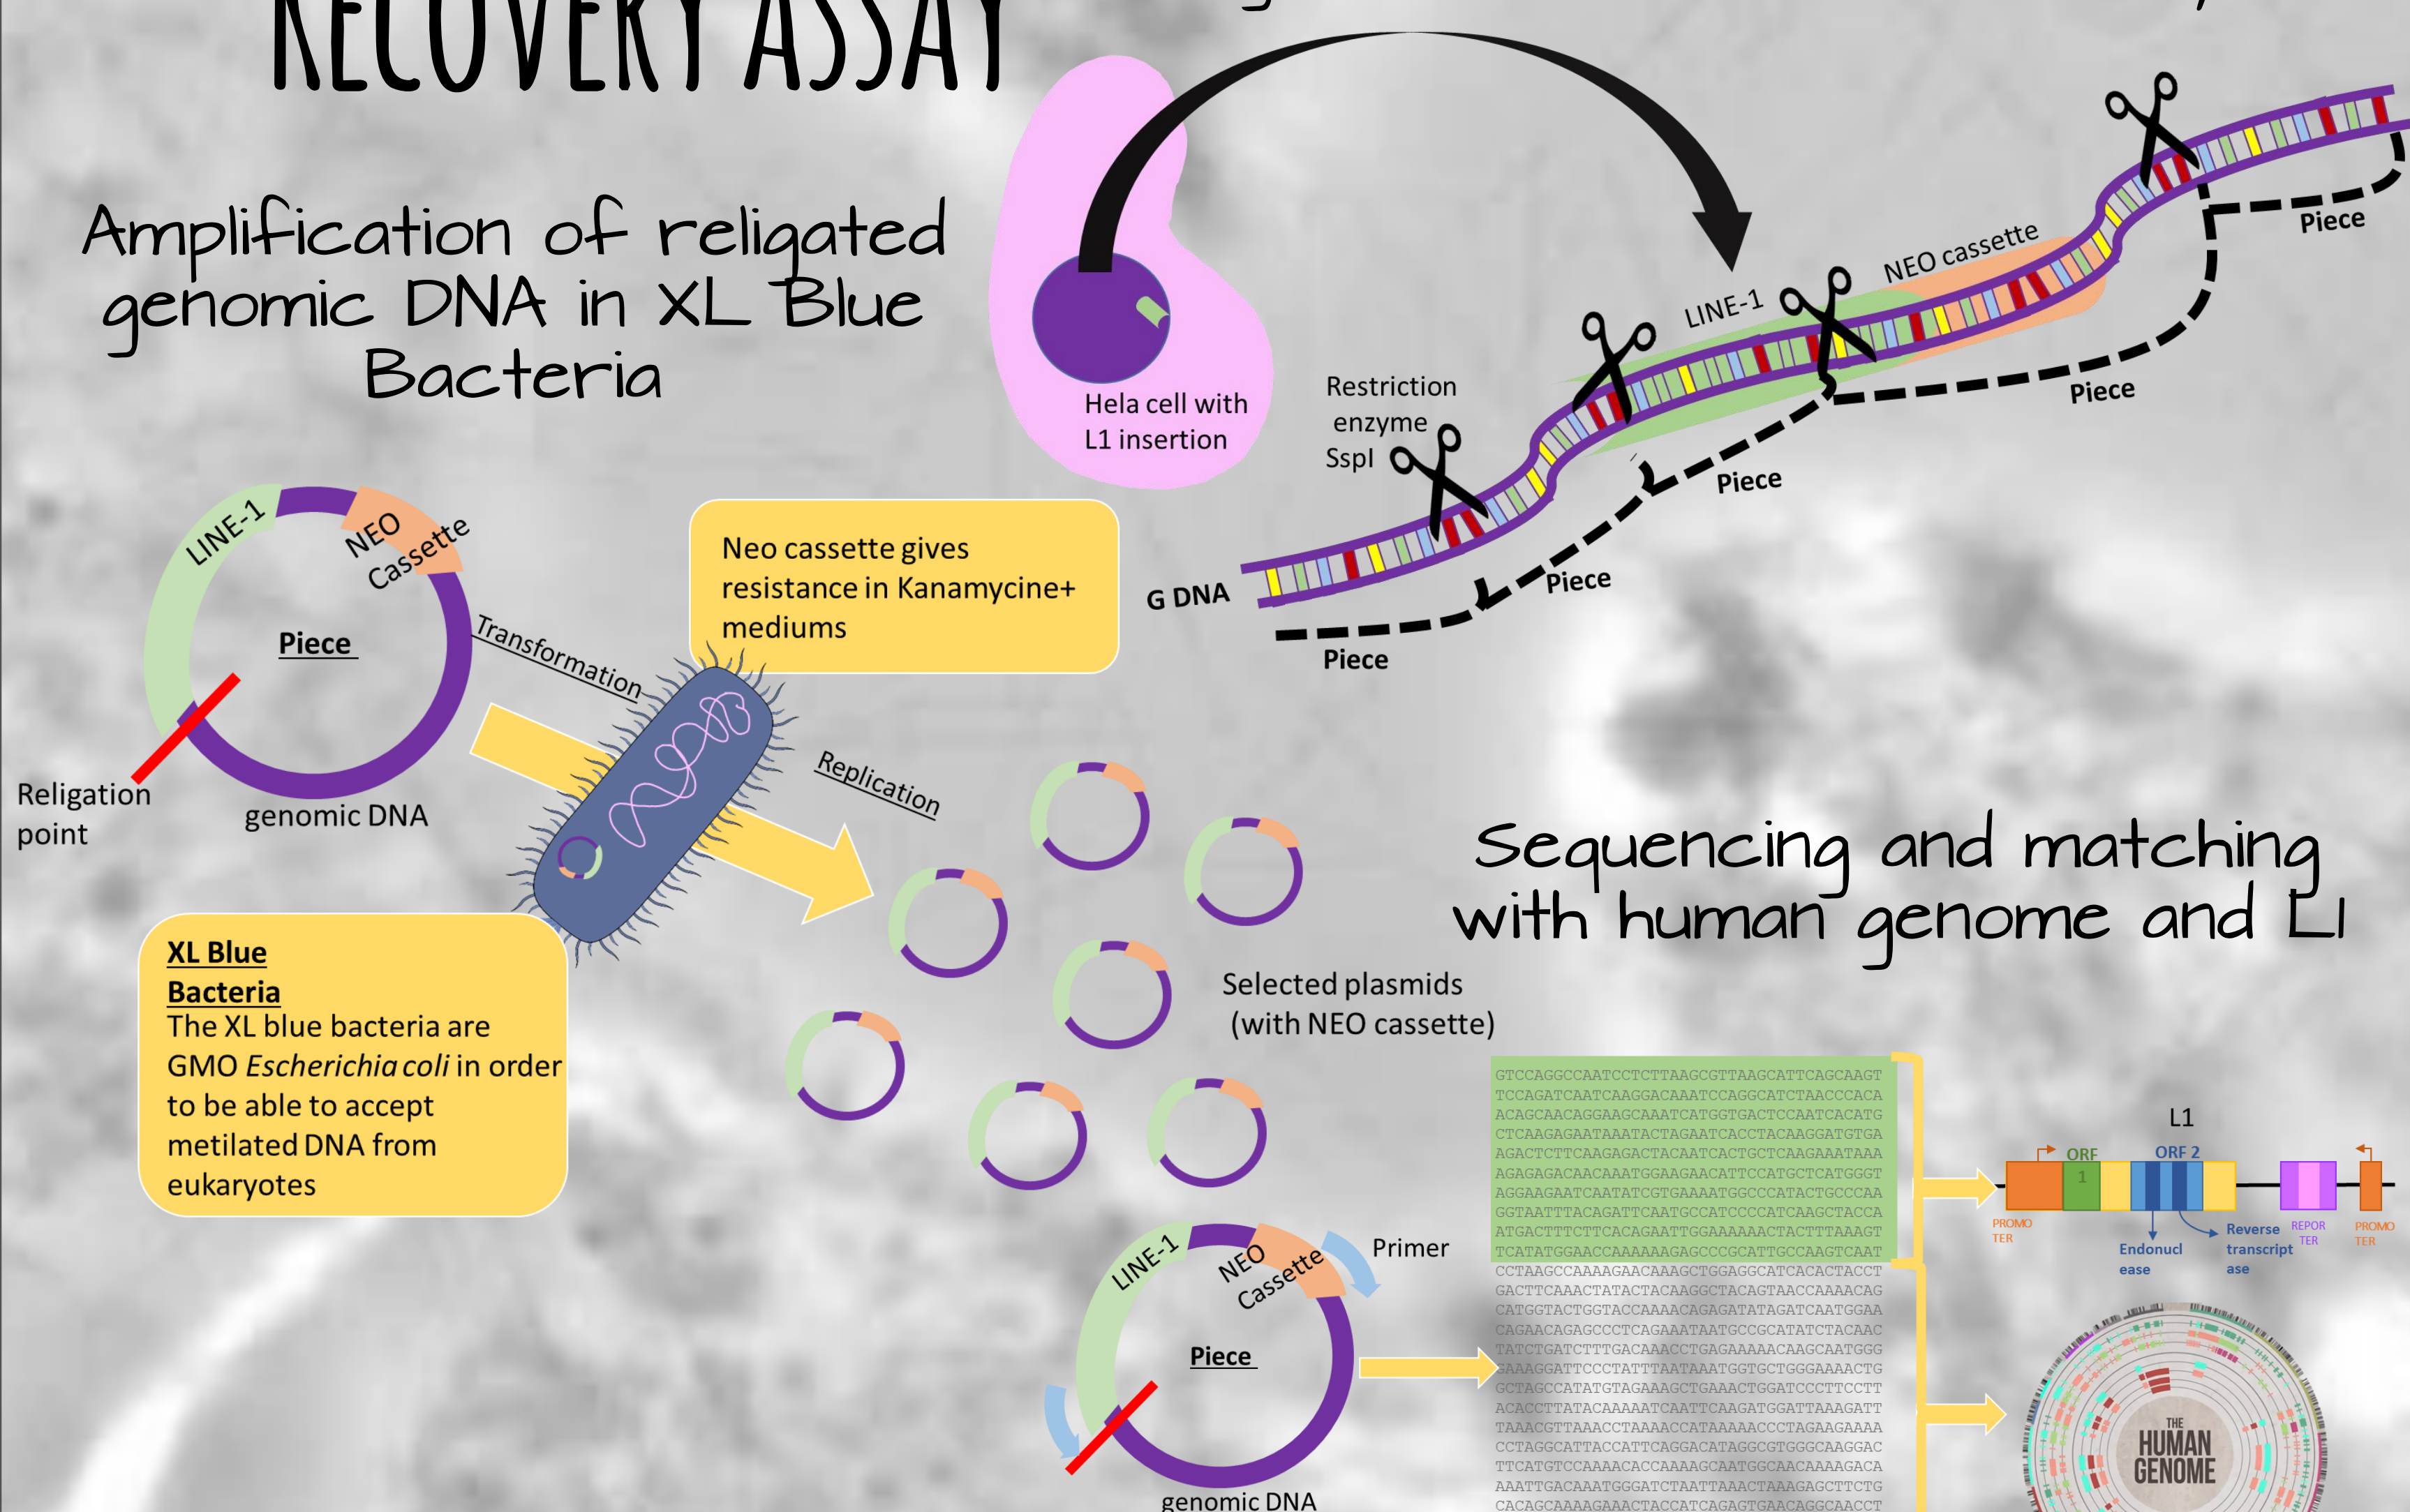 RECOVERY ASSAY
Amplification of religated
genomic DNA in XL Blue
Bacteria
Hela cell with
L1 insertion
Restriction
enzyme
SspI
LINE-1
NEO cassette
G DNA
Piece
Piece
Piece
Piece
Piece
LINE-1
NEO
Cassette
Piece
Religation
point
genomic DNA
Transformation
Neo cassette gives
resistance in Kanamycine+
mediums
Replication
XL Blue
Bacteria
The XL blue bacteria are
GMO Escherichia coli in order
to be able to accept
metilated DNA from
eukaryotes
Selected plasmids
(with NEO cassette)
Sequencing and matching
with human genome and L1
LINE-1
NEO
Cassette
Primer
Piece
genomic DNA
GTCCAGGCCAATCCTCTTAAGCGTTAAGCATTCAGCAAGT
TCCAGATCAATCAAGGACAAATCCAGGCATCTAACCCACA
ACAGCAACAGGAAGCAAATCATGGTGACTCCAATCACATG
CTCAAGAGAATAAATACTAGAATCACCTACAAGGATGTGA
AGACTCTTCAAGAGACTACAATCACTGCTCAAGAAATAAA
AGAGAGACAACAAATGGAAGAACATTCCATGCTCATGGGT
AGGAAGAATCAATATCGTGAAAATGGCCCATACTGCCCAA
GGTAATTTACAGATTCAATGCCATCCCCATCAAGCTACCA
ATGACTTTCTTCACAGAATTGGAAAAAACTACTTTAAAGT
TCATATGGAACCAAAAAAGAGCCCGCATTGCCAAGTCAAT
CCTAAGCCAAAAGAACAAAGCTGGAGGCATCACACTACCT
GACTTCAAACTATACTACAAGGCTACAGTAACCAAAACAG
CATGGTACTGGTACCAAAACAGAGATATAGATCAATGGAA
CAGAACAGAGCCCTCAGAAATAATGCCGCATATCTACAAC
TATCTGATCTTTGACAAACCTGAGAAAAACAAGCAATGGG
GAAAGGATTCCCTATTTAATAAATGGTGCTGGGAAAACTG
GCTAGCCATATGTAGAAAGCTGAAACTGGATCCCTTCCTT
ACACCTTATACAAAAATCAATTCAAGATGGATTAAAGATT
TAAACGTTAAACCTAAAACCATAAAAACCCTAGAAGAAAA
CCTAGGCATTACCATTCAGGACATAGGCGTGGGCAAGGAC
TTCATGTCCAAAACACCAAAAGCAATGGCAACAAAAGACA
AAATTGACAAATGGGATCTAATTAAACTAAAGAGCTTCTG
CACAGCAAAAGAAACTACCATCAGAGTGAACAGGCAACCT
L1
ORF
1
ORF 2
PROMO
TER
Endonucl
ease
Reverse
transcript
ase
REPOR
TER
PROMO
TER
THE
HUMAN
GENOME